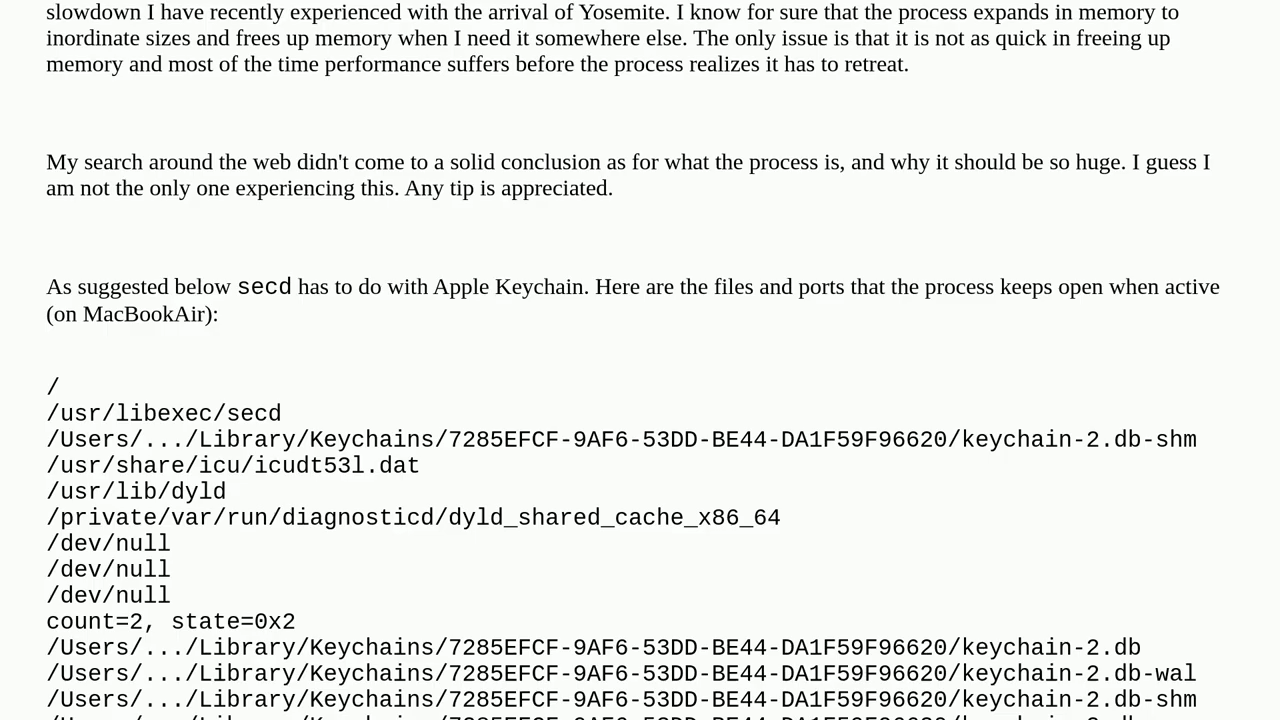 slowdown I have recently experienced with the arrival of Yosemite. I know for sure that the process expands in memory to
inordinate sizes and frees up memory when I need it somewhere else. The only issue is that it is not as quick in freeing up
memory and most of the time performance suffers before the process realizes it has to retreat.
My search around the web didn't come to a solid conclusion as for what the process is, and why it should be so huge. I guess I
am not the only one experiencing this. Any tip is appreciated.
As suggested below secd has to do with Apple Keychain. Here are the files and ports that the process keeps open when active
(on MacBookAir):
/
/usr/libexec/secd
/Users/.../Library/Keychains/7285EFCF-9AF6-53DD-BE44-DA1F59F96620/keychain-2.db-shm
/usr/share/icu/icudt53l.dat
/usr/lib/dyld
/private/var/run/diagnosticd/dyld_shared_cache_x86_64
/dev/null
/dev/null
/dev/null
count=2, state=0x2
/Users/.../Library/Keychains/7285EFCF-9AF6-53DD-BE44-DA1F59F96620/keychain-2.db
/Users/.../Library/Keychains/7285EFCF-9AF6-53DD-BE44-DA1F59F96620/keychain-2.db-wal
/Users/.../Library/Keychains/7285EFCF-9AF6-53DD-BE44-DA1F59F96620/keychain-2.db-shm